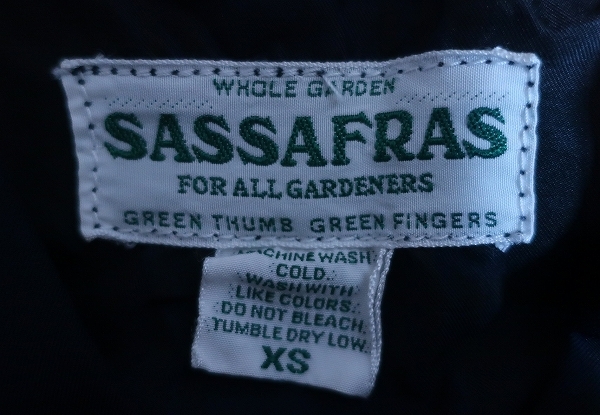 WHOLE GARDEN
SASSAFRAS
FOR ALL GARDENERS
GREEN THUMB GREEN FINGERS
MACHINE WASH
COLD.
WASH WITH
LIKE COLORS.
DO NOT BLEACH.
TUMBLE DRY LOW.
XS